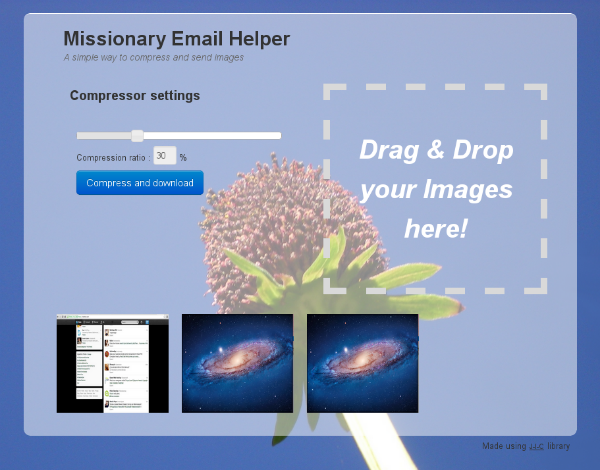 Missionary Email Helper
A simple way to compress and send images
Compressor settings
Compression ratio : 30 %
Compress and download
Drag & Drop
your Images
here!
Made using J-I-C library